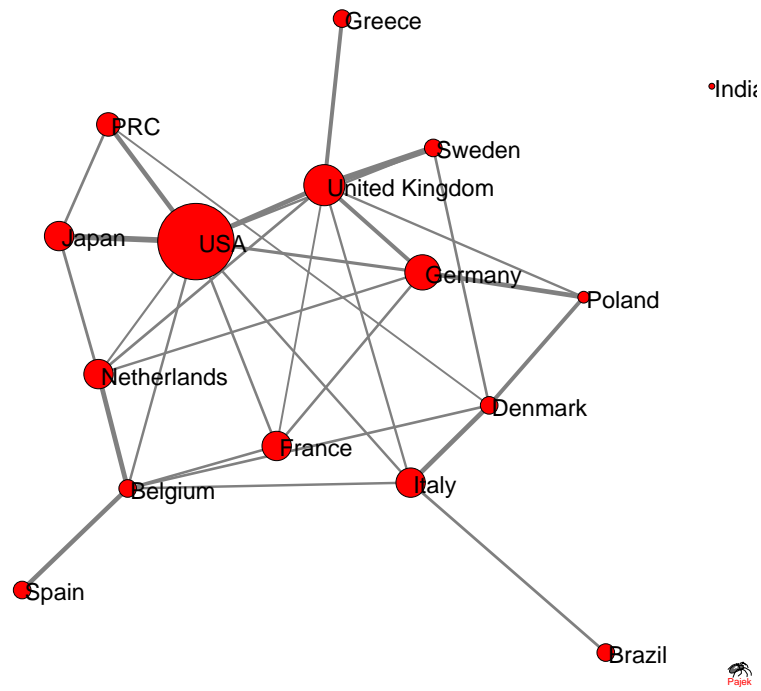 Greece
India
PRC
Sweden
United Kingdom
Japan
USA
Germany
Poland
Netherlands
Denmark
France
Italy
Belgium
Spain
Brazil
Pajek